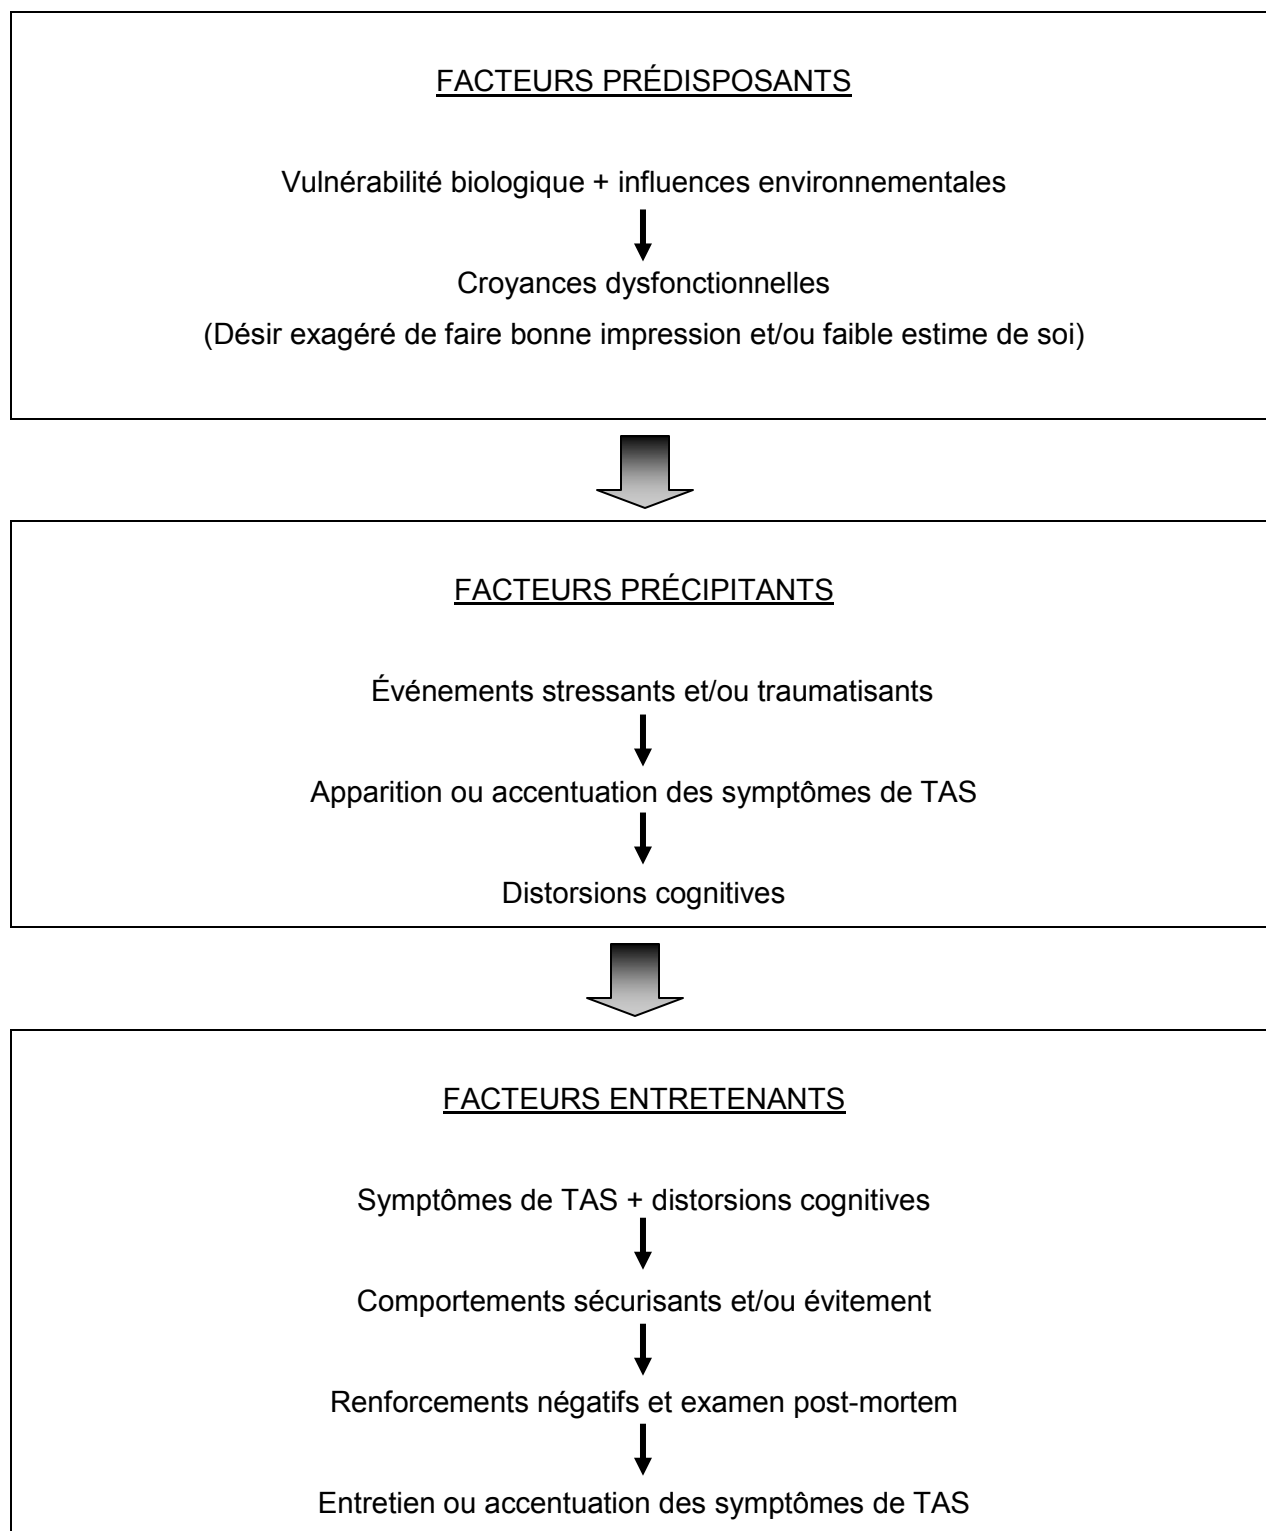 FACTEURS PRÉDISPOSANTS
Vulnérabilité biologique + influences environnementales
Croyances dysfonctionnelles
(Désir exagéré de faire bonne impression et/ou faible estime de soi)
FACTEURS PRÉCIPITANTS
Événements stressants et/ou traumatisants
Apparition ou accentuation des symptômes de TAS
Distorsions cognitives
FACTEURS ENTRETENANTS
Symptômes de TAS + distorsions cognitives
Comportements sécurisants et/ou évitement
Renforcements négatifs et examen post-mortem
Entretien ou accentuation des symptômes de TAS